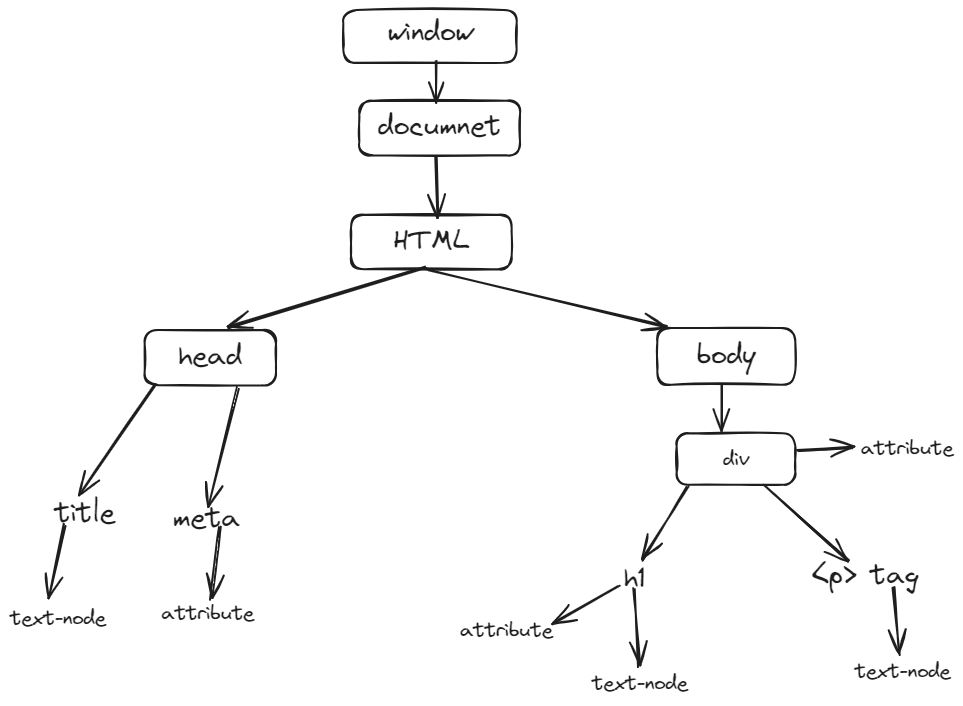 window
documnet
HTML
head
body
div
attribute
title
meta
h1
<p> tag
text-node
attribute
attribute
text-node
text-node